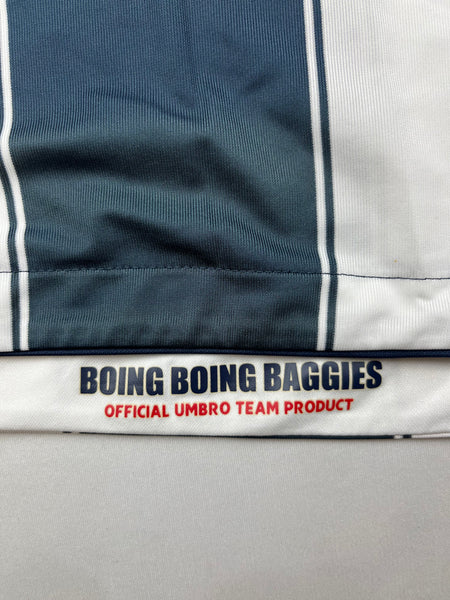 BOING BOING BAGGIES
OFFICIAL UMBRO TEAM PRODUCT